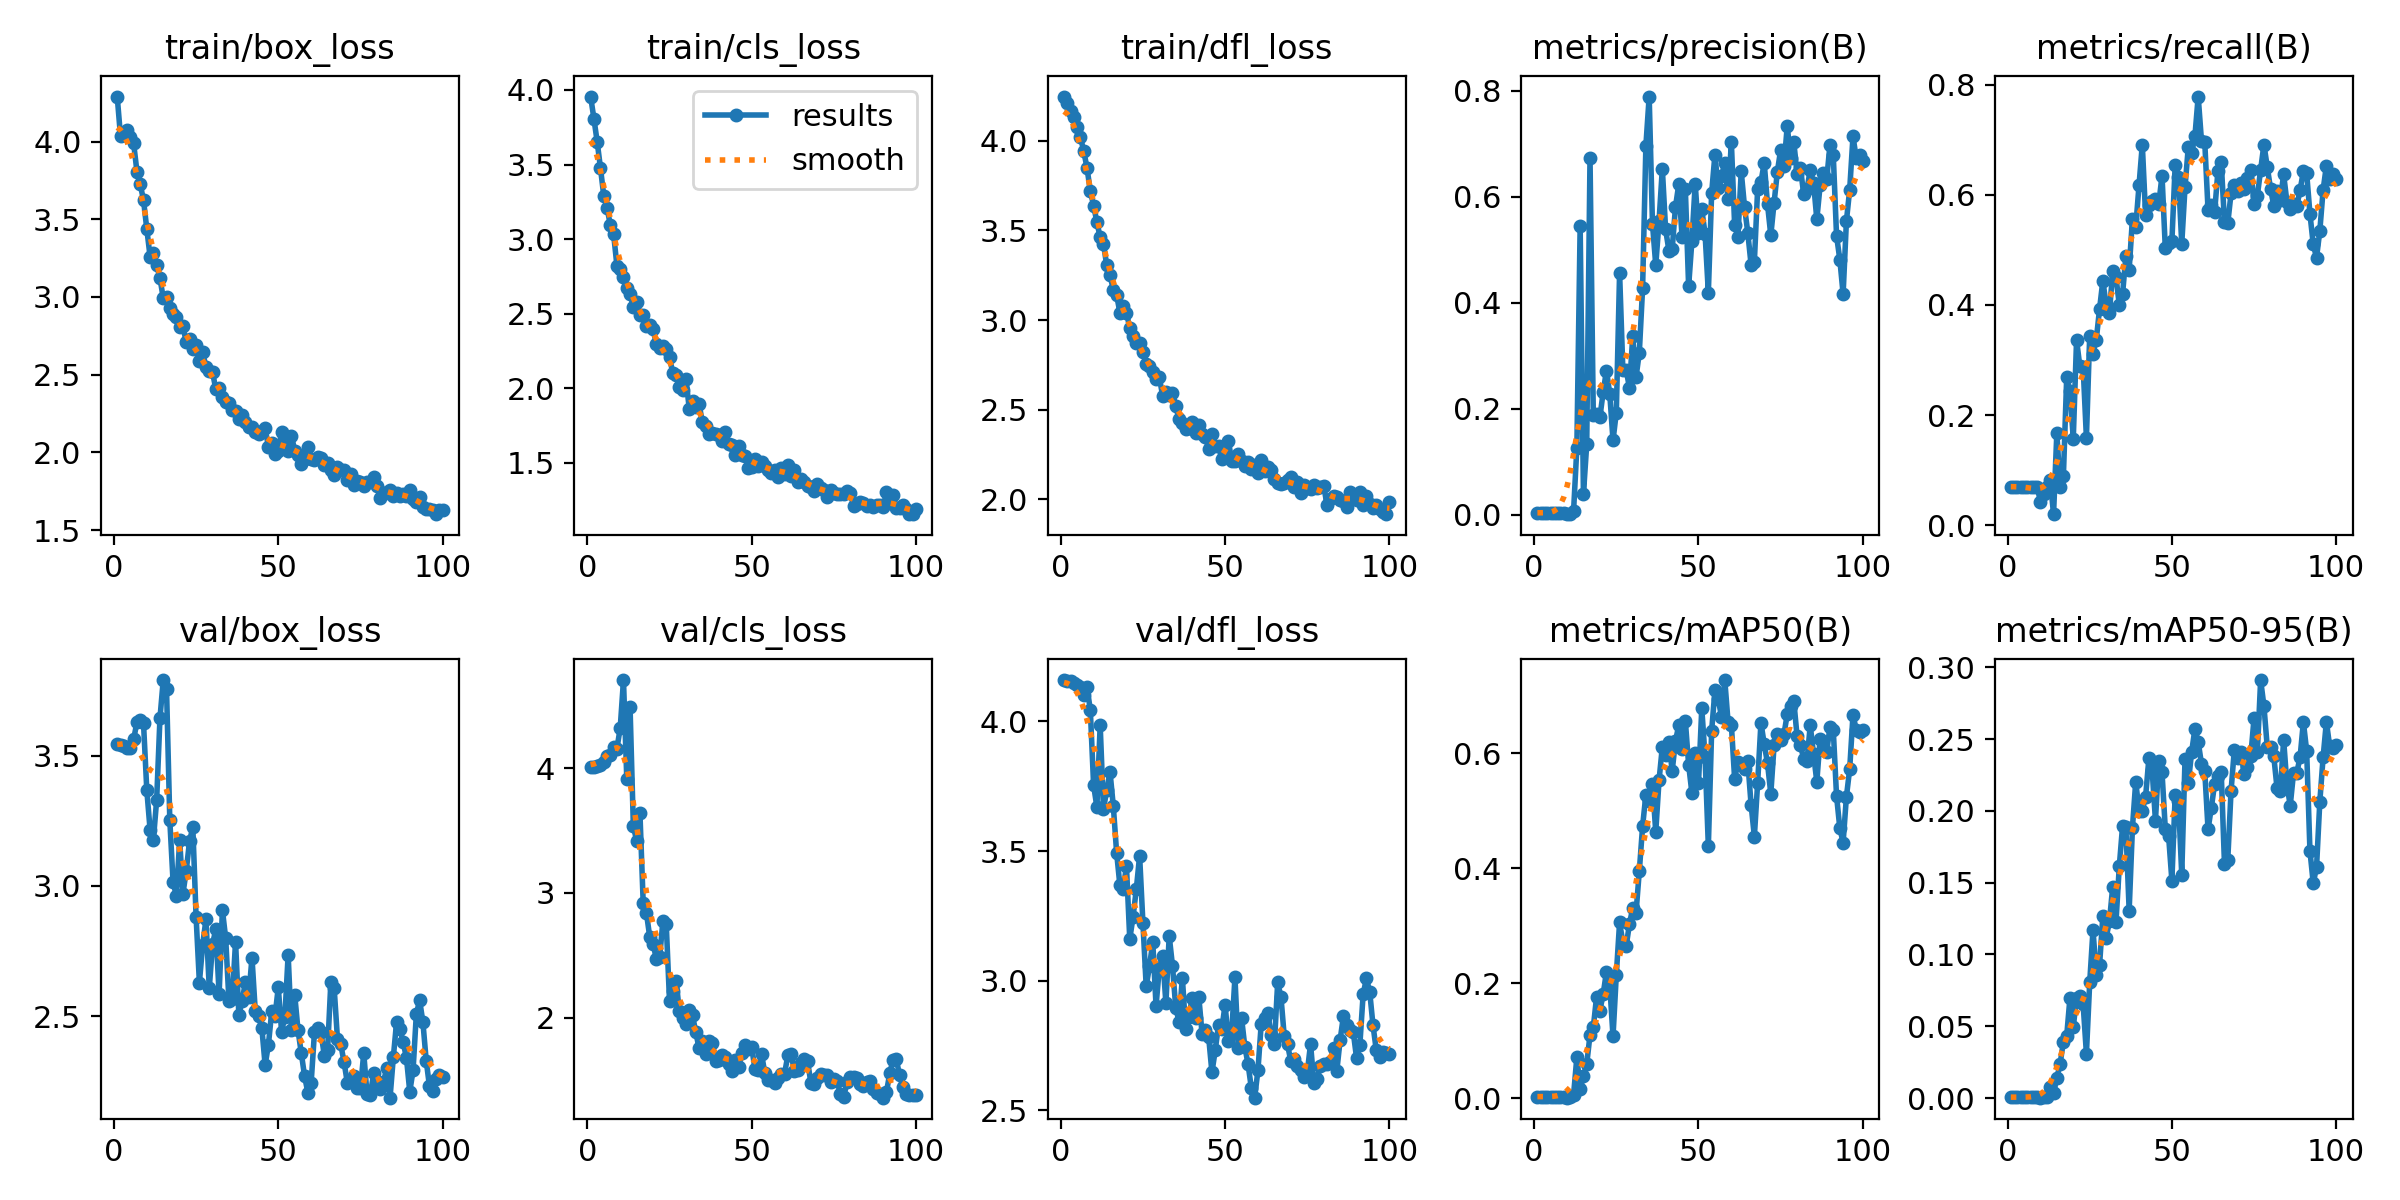 train/box_loss
4.0
3.5
3.0
2.5
2.0
1.5
0 50 100
train/cls_loss
results
smooth
4.0
3.5
3.0
2.5
2.0
1.5
0 50 100
train/dfl_loss
4.0
3.5
3.0
2.5
2.0
0 50 100
metrics/precision(B)
0.8
0.6
0.4
0.2
0.0
0 50 100
metrics/recall(B)
0.8
0.6
0.4
0.2
0.0
0 50 100
val/box_loss
3.5
3.0
2.5
0 50 100
val/cls_loss
4
3
2
0 50 100
val/dfl_loss
4.0
3.5
3.0
2.5
0 50 100
metrics/mAP50(B)
0.6
0.4
0.2
0.0
0 50 100
metrics/mAP50-95(B)
0.30
0.25
0.20
0.15
0.10
0.05
0.00
0 50 100